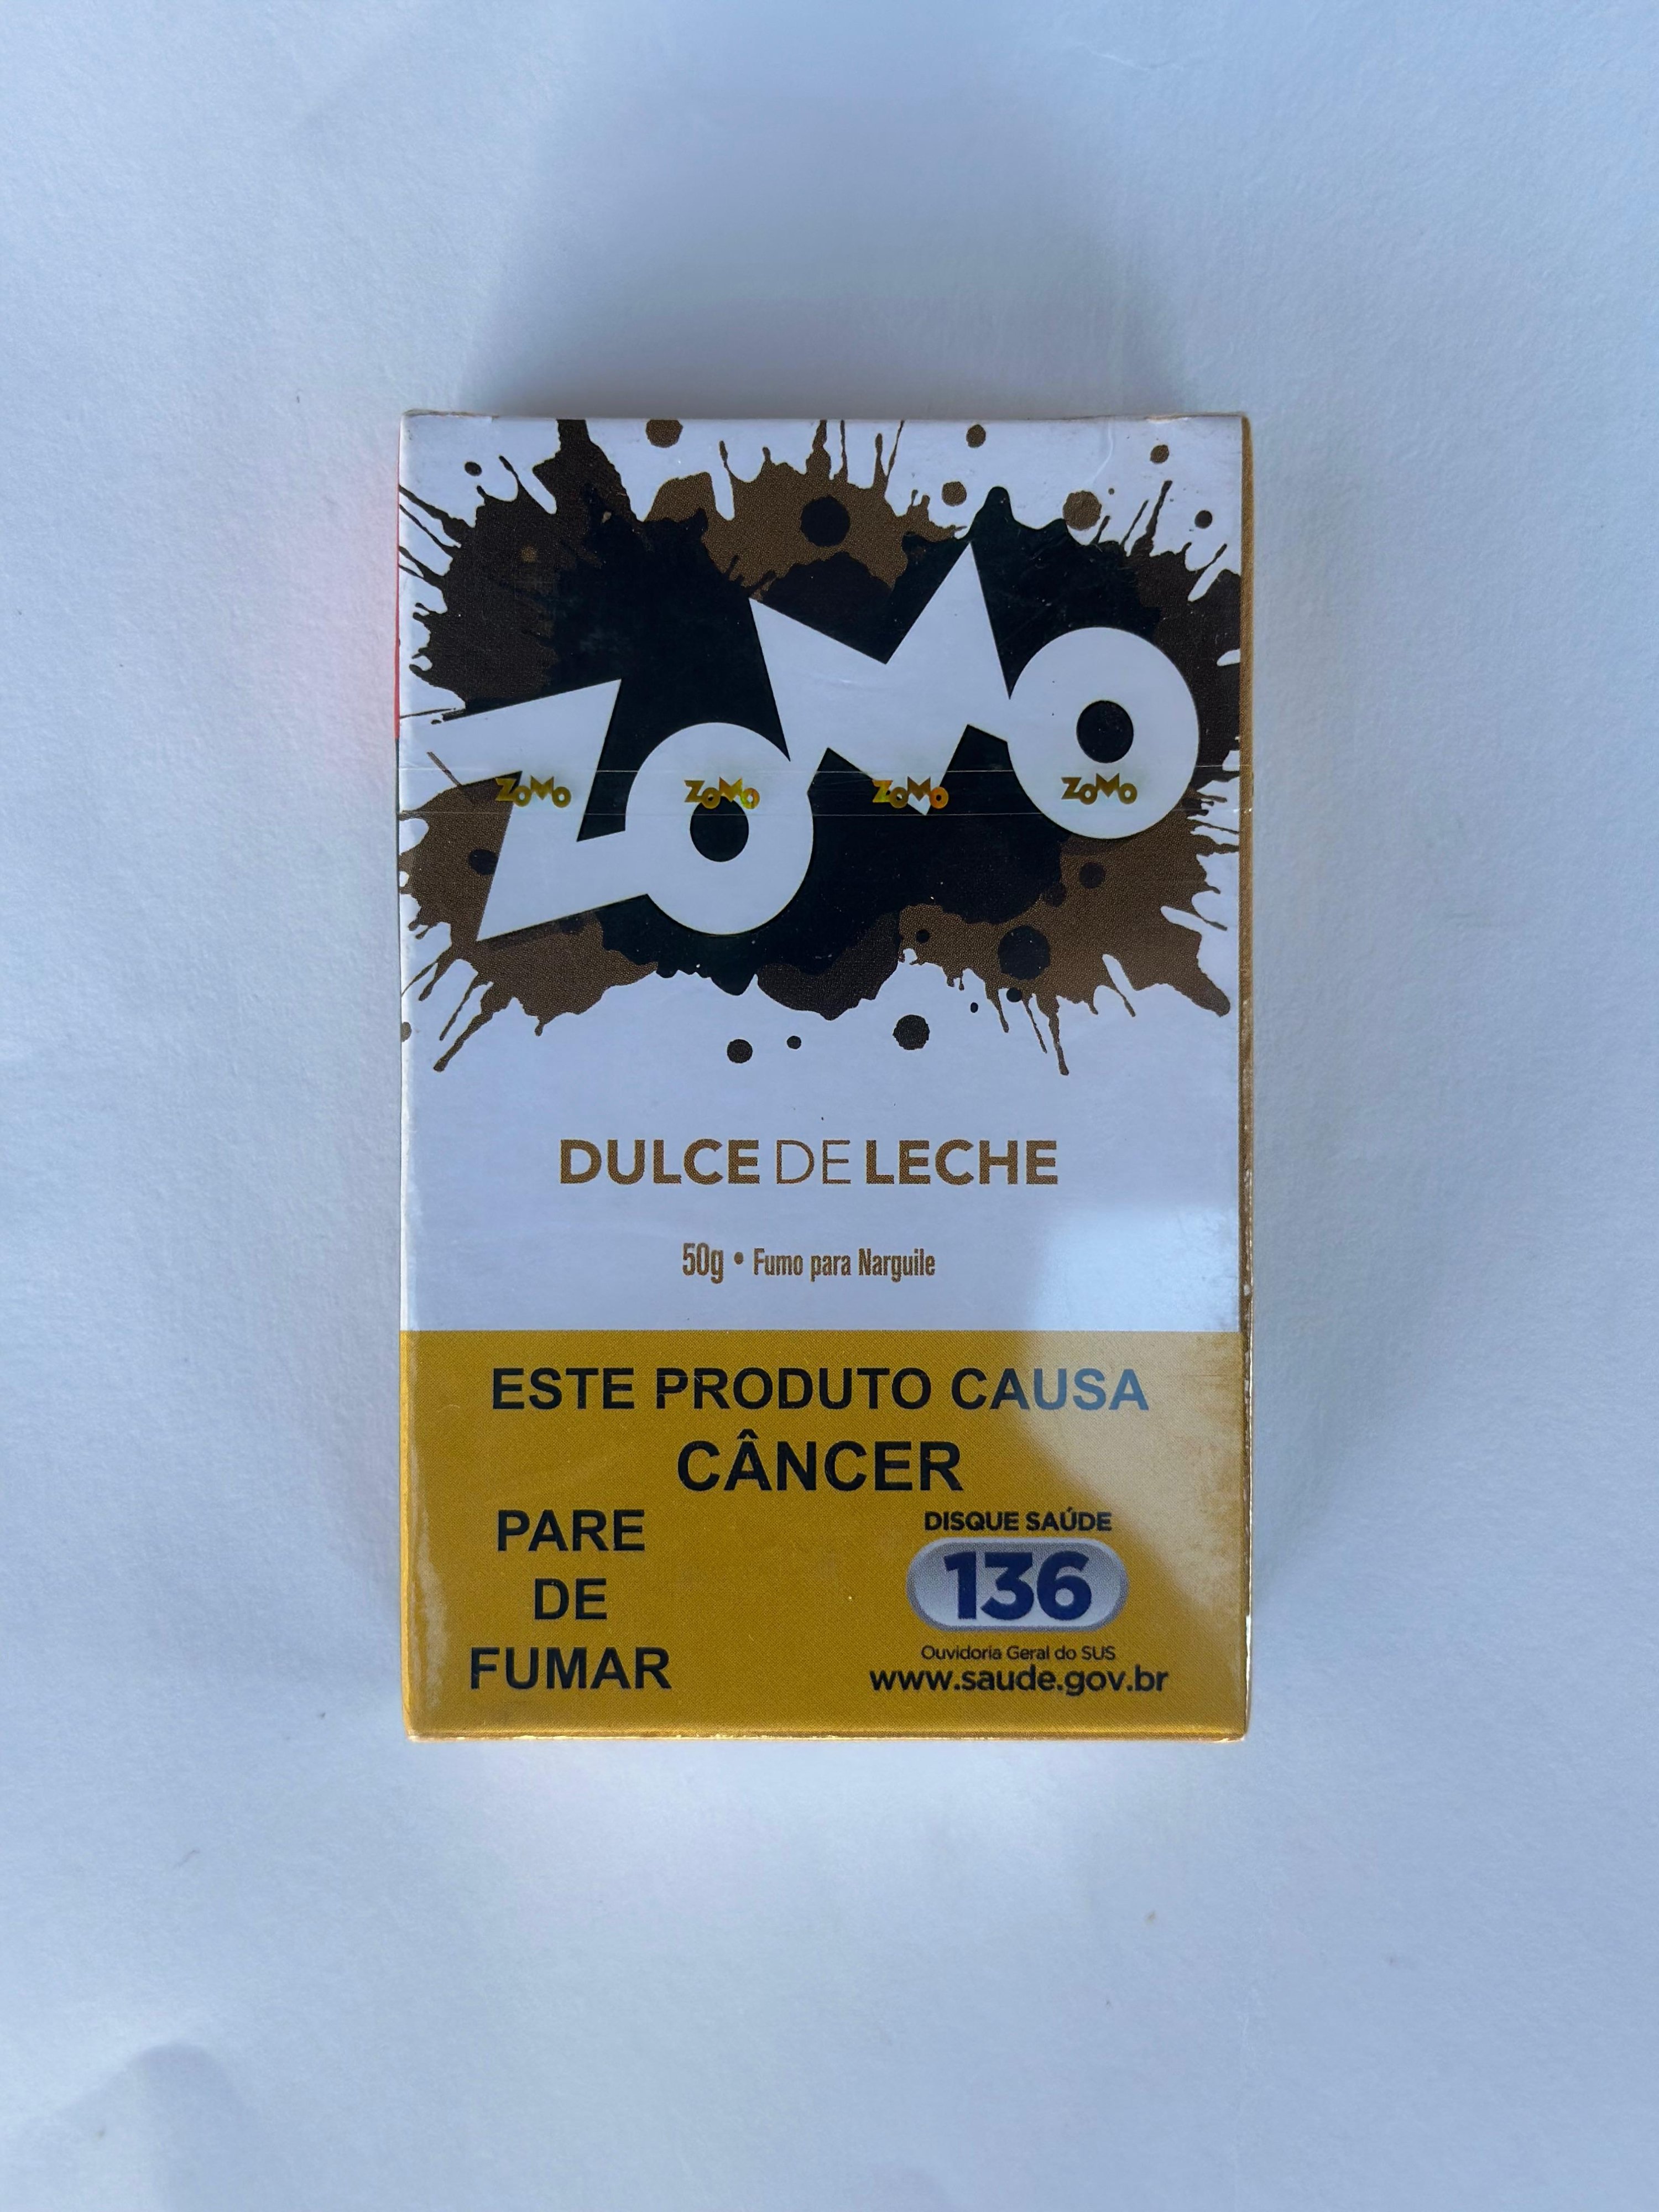 ZOMO
ZOMO ZOMO ZOMO ZOMO
DULCE DE LECHE
50g • Fumo para Narguile
ESTE PRODUTO CAUSA
CÂNCER
PARE
DE
FUMAR
DISQUE SAÚDE
136
Ouvidoria Geral do SUS
www.saude.gov.br